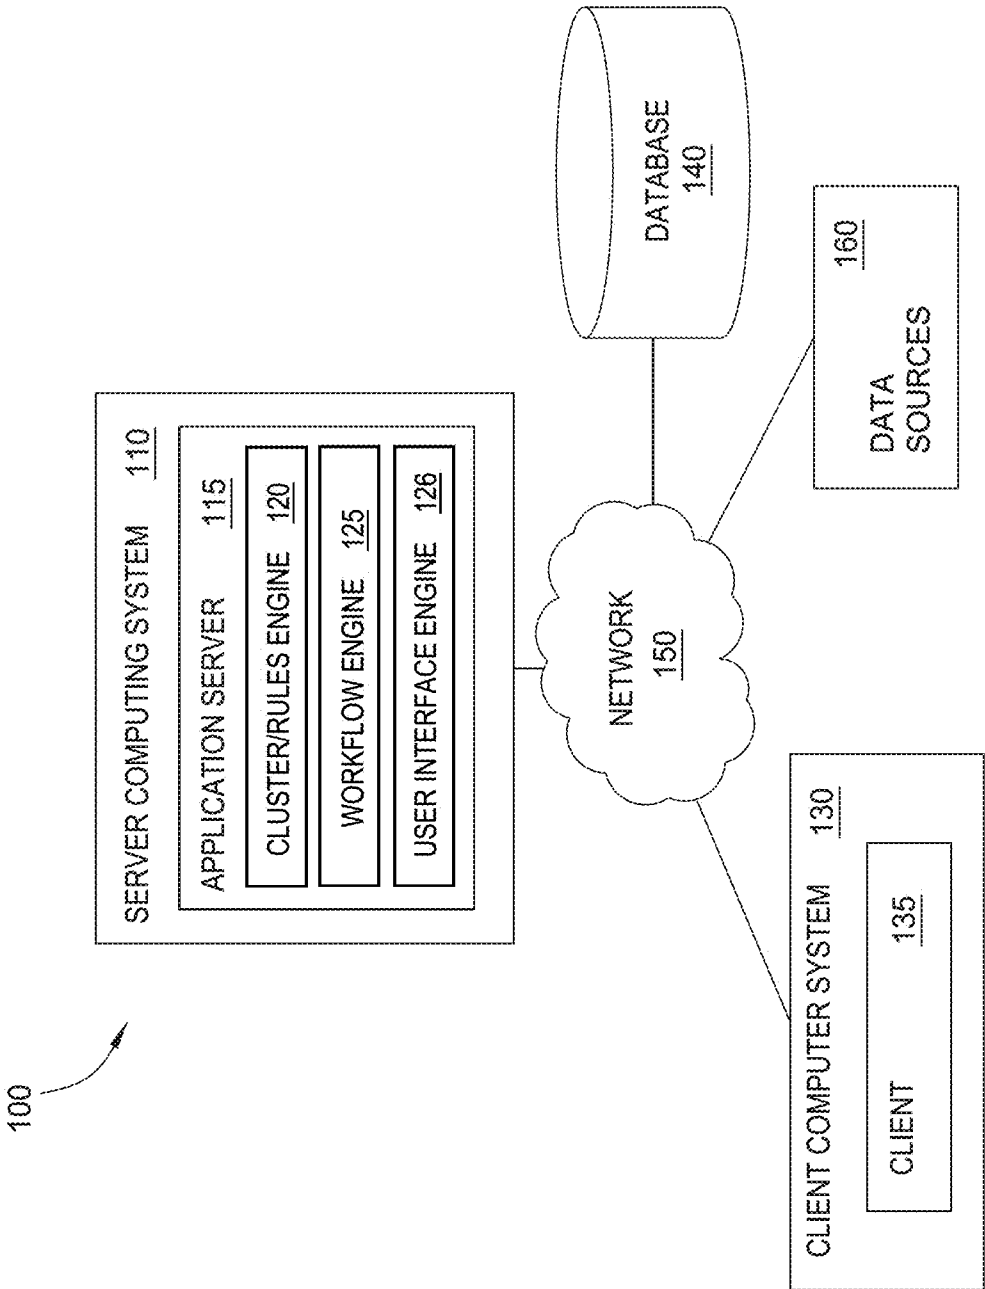 100
SERVER COMPUTING SYSTEM 110
APPLICATION SERVER 115
CLUSTER/RULES ENGINE 120
WORKFLOW ENGINE 125
USER INTERFACE ENGINE 126
NETWORK
150
DATABASE
140
CLIENT COMPUTER SYSTEM 130
CLIENT 135
160
DATA
SOURCES